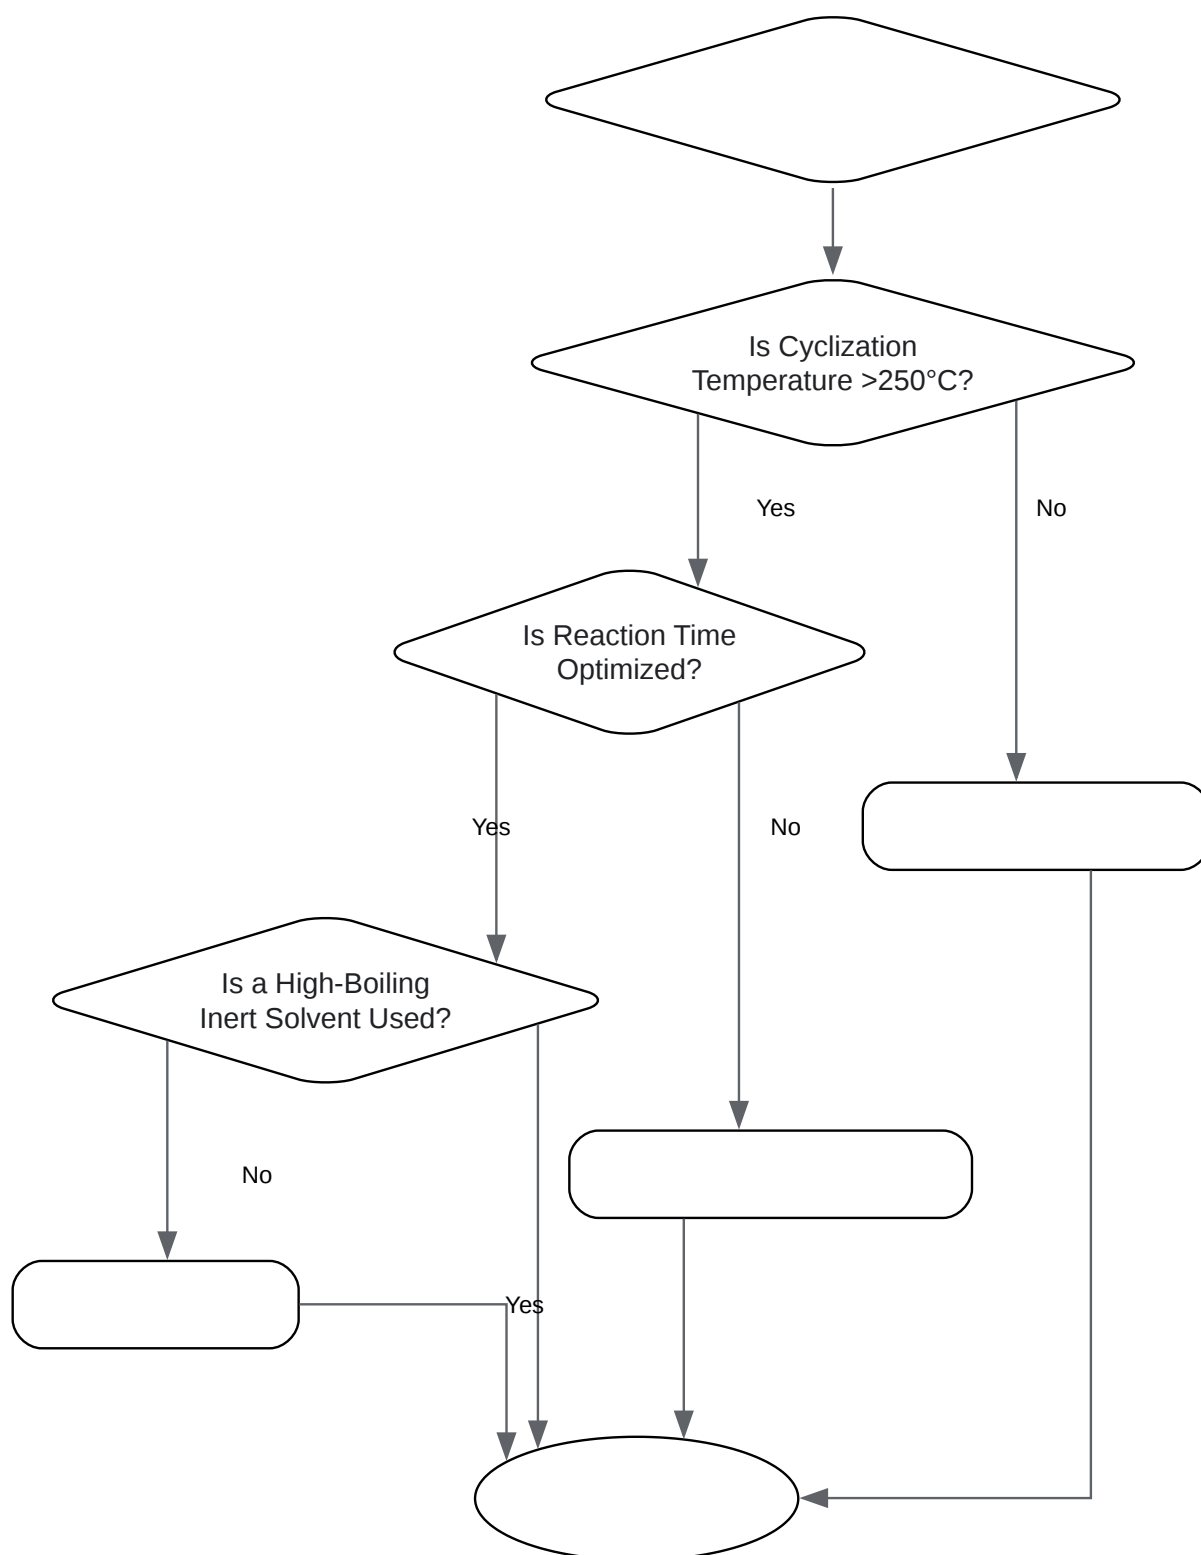 Is Cyclization
Temperature >250°C?
Yes
No
Is Reaction Time
Optimized?
Yes
No
Is a High-Boiling
Inert Solvent Used?
No
Yes